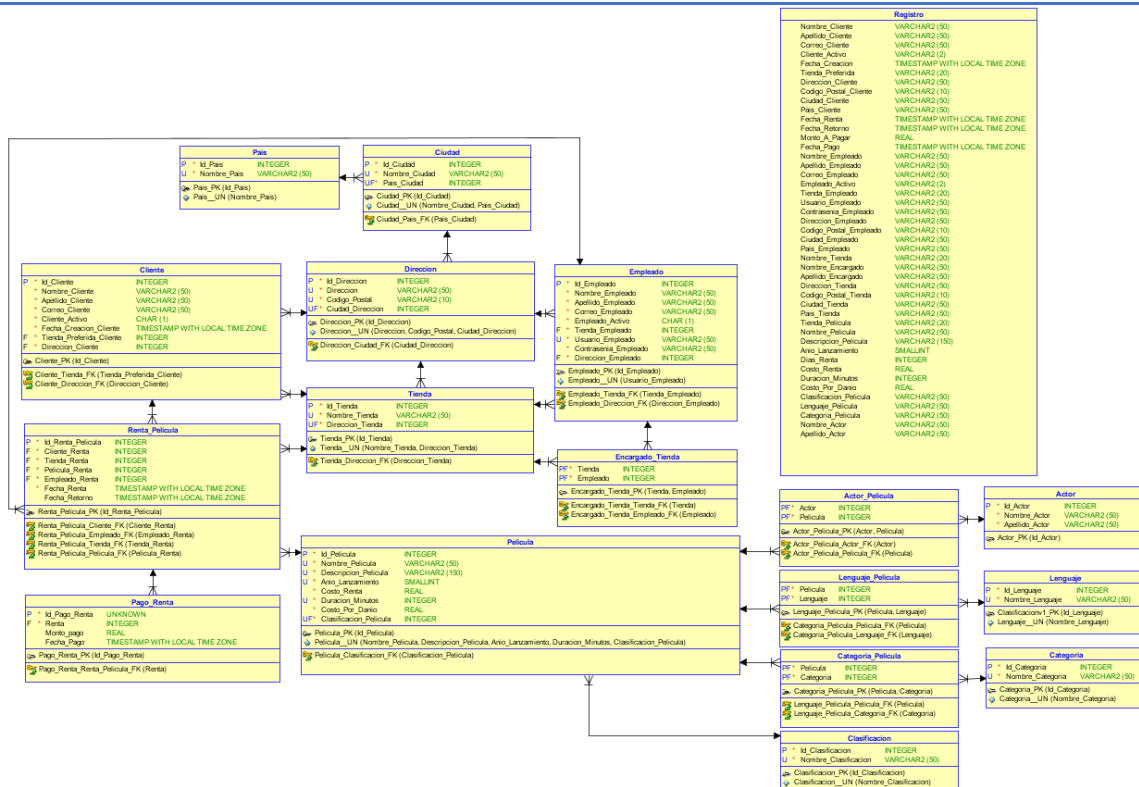 Registro
Nombre_Cliente VARCHAR2 (50)
Apellido_Cliente VARCHAR2 (50)
Correo_Cliente VARCHAR2 (50)
Cliente_Activo VARCHAR2 (2)
Fecha_Creacion TIMESTAMP WITH LOCAL TIME ZONE
Tienda_Preferida VARCHAR2 (20)
Direccion_Cliente VARCHAR2 (50)
Codigo_Postal_Cliente VARCHAR2 (10)
Ciudad_Cliente VARCHAR2 (50)
Pais_Cliente VARCHAR2 (50)
Fecha_Renta TIMESTAMP WITH LOCAL TIME ZONE
Fecha_Retorno TIMESTAMP WITH LOCAL TIME ZONE
Monto_A_Pagar REAL
Fecha_Pago TIMESTAMP WITH LOCAL TIME ZONE
Nombre_Empleado VARCHAR2 (50)
Apellido_Empleado VARCHAR2 (50)
Correo_Empleado VARCHAR2 (50)
Empleado_Activo VARCHAR2 (2)
Tienda_Empleado VARCHAR2 (20)
Usuario_Empleado VARCHAR2 (50)
Contrasenia_Empleado VARCHAR2 (50)
Direccion_Empleado VARCHAR2 (50)
Codigo_Postal_Empleado VARCHAR2 (10)
Ciudad_Empleado VARCHAR2 (50)
Pais_Empleado VARCHAR2 (50)
Nombre_Tienda VARCHAR2 (20)
Nombre_Encargado VARCHAR2 (50)
Apellido_Encargado VARCHAR2 (50)
Direccion_Tienda VARCHAR2 (50)
Codigo_Postal_Tienda VARCHAR2 (10)
Ciudad_Tienda VARCHAR2 (50)
Pais_Tienda VARCHAR2 (50)
Tienda_Pelicula VARCHAR2 (20)
Nombre_Pelicula VARCHAR2 (50)
Descripcion_Pelicula VARCHAR2 (150)
Anio_Lanzamiento SMALLINT
Dias_Renta INTEGER
Costo_Renta REAL
Duracion_Minutos INTEGER
Costo_Por_Danio REAL
Clasificacion_Pelicula VARCHAR2 (50)
Lenguaje_Pelicula VARCHAR2 (50)
Categoria_Pelicula VARCHAR2 (50)
Nombre_Actor VARCHAR2 (50)
Apellido_Actor VARCHAR2 (50)
Pais
P * Id_Pais INTEGER
U * Nombre_Pais VARCHAR2 (50)
Pais_PK (Id_Pais)
Pais__UN (Nombre_Pais)
Ciudad
P * Id_Ciudad INTEGER
U * Nombre_Ciudad VARCHAR2 (50)
UF* Pais_Ciudad INTEGER
Ciudad_PK (Id_Ciudad)
Ciudad__UN (Nombre_Ciudad, Pais_Ciudad)
Ciudad_Pais_FK (Pais_Ciudad)
Cliente
P * Id_Cliente INTEGER
* Nombre_Cliente VARCHAR2 (50)
* Apellido_Cliente VARCHAR2 (50)
* Correo_Cliente VARCHAR2 (50)
* Cliente_Activo CHAR (1)
* Fecha_Creacion_Cliente TIMESTAMP WITH LOCAL TIME ZONE
F * Tienda_Preferida_Cliente INTEGER
F * Direccion_Cliente INTEGER
Cliente_PK (Id_Cliente)
Cliente_Tienda_FK (Tienda_Preferida_Cliente)
Cliente_Direccion_FK (Direccion_Cliente)
Direccion
P * Id_Direccion INTEGER
U * Direccion VARCHAR2 (50)
U * Codigo_Postal VARCHAR2 (10)
UF* Ciudad_Direccion INTEGER
Direccion_PK (Id_Direccion)
Direccion__UN (Direccion, Codigo_Postal, Ciudad_Direccion)
Direccion_Ciudad_FK (Ciudad_Direccion)
Empleado
P * Id_Empleado INTEGER
* Nombre_Empleado VARCHAR2 (50)
* Apellido_Empleado VARCHAR2 (50)
* Correo_Empleado VARCHAR2 (50)
* Empleado_Activo CHAR (1)
F * Tienda_Empleado INTEGER
U * Usuario_Empleado VARCHAR2 (50)
* Contrasenia_Empleado VARCHAR2 (50)
F * Direccion_Empleado INTEGER
Empleado_PK (Id_Empleado)
Empleado__UN (Usuario_Empleado)
Empleado_Tienda_FK (Tienda_Empleado)
Empleado_Direccion_FK (Direccion_Empleado)
Tienda
P * Id_Tienda INTEGER
U * Nombre_Tienda VARCHAR2 (50)
UF* Direccion_Tienda INTEGER
Tienda_PK (Id_Tienda)
Tienda__UN (Nombre_Tienda, Direccion_Tienda)
Tienda_Direccion_FK (Direccion_Tienda)
Renta_Pelicula
P * Id_Renta_Pelicula INTEGER
F * Cliente_Renta INTEGER
F * Tienda_Renta INTEGER
F * Pelicula_Renta INTEGER
F * Empleado_Renta INTEGER
* Fecha_Renta TIMESTAMP WITH LOCAL TIME ZONE
Fecha_Retorno TIMESTAMP WITH LOCAL TIME ZONE
Renta_Pelicula_PK (Id_Renta_Pelicula)
Renta_Pelicula_Cliente_FK (Cliente_Renta)
Renta_Pelicula_Empleado_FK (Empleado_Renta)
Renta_Pelicula_Tienda_FK (Tienda_Renta)
Renta_Pelicula_Pelicula_FK (Pelicula_Renta)
Encargado_Tienda
PF* Tienda INTEGER
PF* Empleado INTEGER
Encargado_Tienda_PK (Tienda, Empleado)
Encargado_Tienda_Tienda_FK (Tienda)
Encargado_Tienda_Empleado_FK (Empleado)
Pelicula
P * Id_Pelicula INTEGER
U * Nombre_Pelicula VARCHAR2 (50)
U * Descripcion_Pelicula VARCHAR2 (150)
U * Anio_Lanzamiento SMALLINT
* Costo_Renta REAL
U * Duracion_Minutos INTEGER
* Costo_Por_Danio REAL
UF* Clasificacion_Pelicula INTEGER
Pelicula_PK (Id_Pelicula)
Pelicula__UN (Nombre_Pelicula, Descripcion_Pelicula, Anio_Lanzamiento, Duracion_Minutos, Clasificacion_Pelicula)
Pelicula_Clasificacion_FK (Clasificacion_Pelicula)
Pago_Renta
P * Id_Pago_Renta UNKNOWN
F * Renta INTEGER
Monto_pago REAL
Fecha_Pago TIMESTAMP WITH LOCAL TIME ZONE
Pago_Renta_PK (Id_Pago_Renta)
Pago_Renta_Renta_Pelicula_FK (Renta)
Actor_Pelicula
PF* Actor INTEGER
PF* Pelicula INTEGER
Actor_Pelicula_PK (Actor, Pelicula)
Actor_Pelicula_Actor_FK (Actor)
Actor_Pelicula_Pelicula_FK (Pelicula)
Actor
P * Id_Actor INTEGER
* Nombre_Actor VARCHAR2 (50)
* Apellido_Actor VARCHAR2 (50)
Actor_PK (Id_Actor)
Lenguaje_Pelicula
PF* Pelicula INTEGER
PF* Lenguaje INTEGER
Lenguaje_Pelicula_PK (Pelicula, Lenguaje)
Categoria_Pelicula_Pelicula_FK (Pelicula)
Categoria_Pelicula_Lenguaje_FK (Lenguaje)
Lenguaje
P * Id_Lenguaje INTEGER
U * Nombre_Lenguaje VARCHAR2 (50)
Clasificacionv1_PK (Id_Lenguaje)
Lenguaje__UN (Nombre_Lenguaje)
Categoria_Pelicula
PF* Pelicula INTEGER
PF* Categoria INTEGER
Categoria_Pelicula_PK (Pelicula, Categoria)
Lenguaje_Pelicula_Pelicula_FK (Pelicula)
Lenguaje_Pelicula_Categoria_FK (Categoria)
Categoria
P * Id_Categoria INTEGER
U * Nombre_Categoria VARCHAR2 (50)
Categoria_PK (Id_Categoria)
Categoria__UN (Nombre_Categoria)
Clasificacion
P * Id_Clasificacion INTEGER
U * Nombre_Clasificacion VARCHAR2 (50)
Clasificacion_PK (Id_Clasificacion)
Clasificacion__UN (Nombre_Clasificacion)